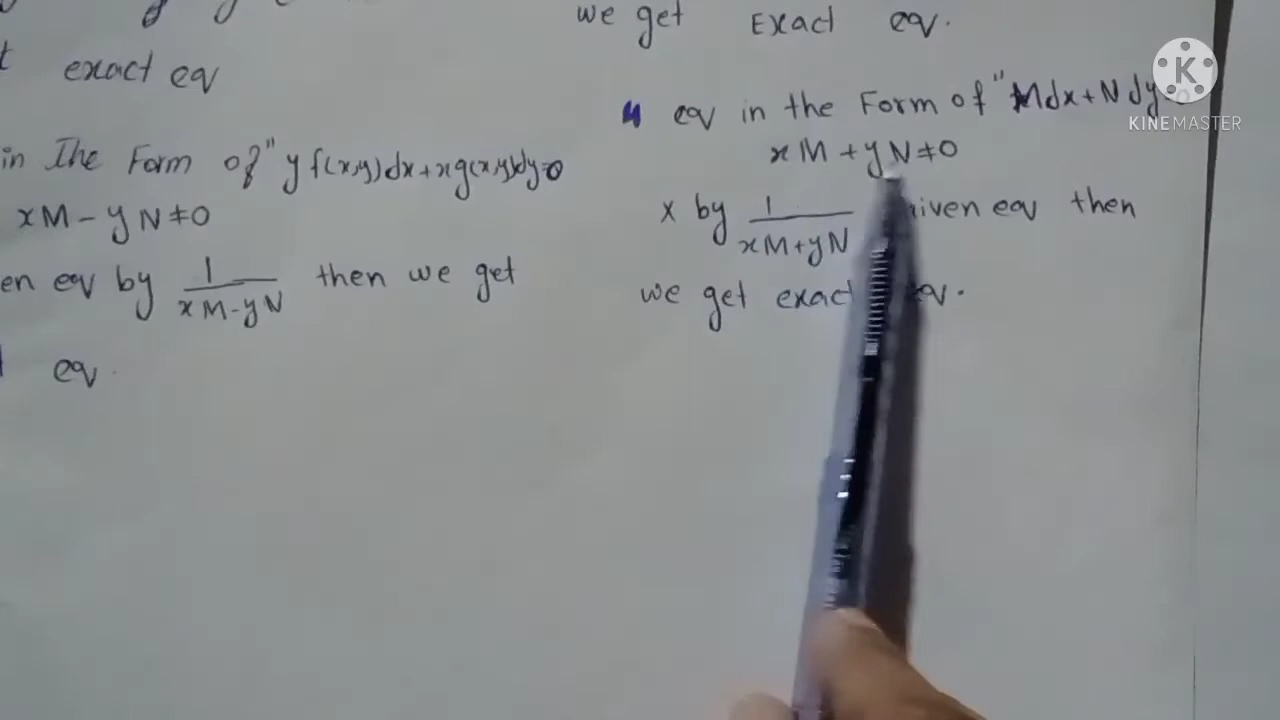 exact eq
in The Form of "y f(x,y)dx+xg(x,y)dy=0
xM-yN≠0
en eq by 1/xM-yN then we get
eq.
we get Exact eq.
4 eq in the Form of "Mdx+Ndy
xM+yN≠0
x by 1/xM+yN iven eq then
we get exact
KINEMASTER